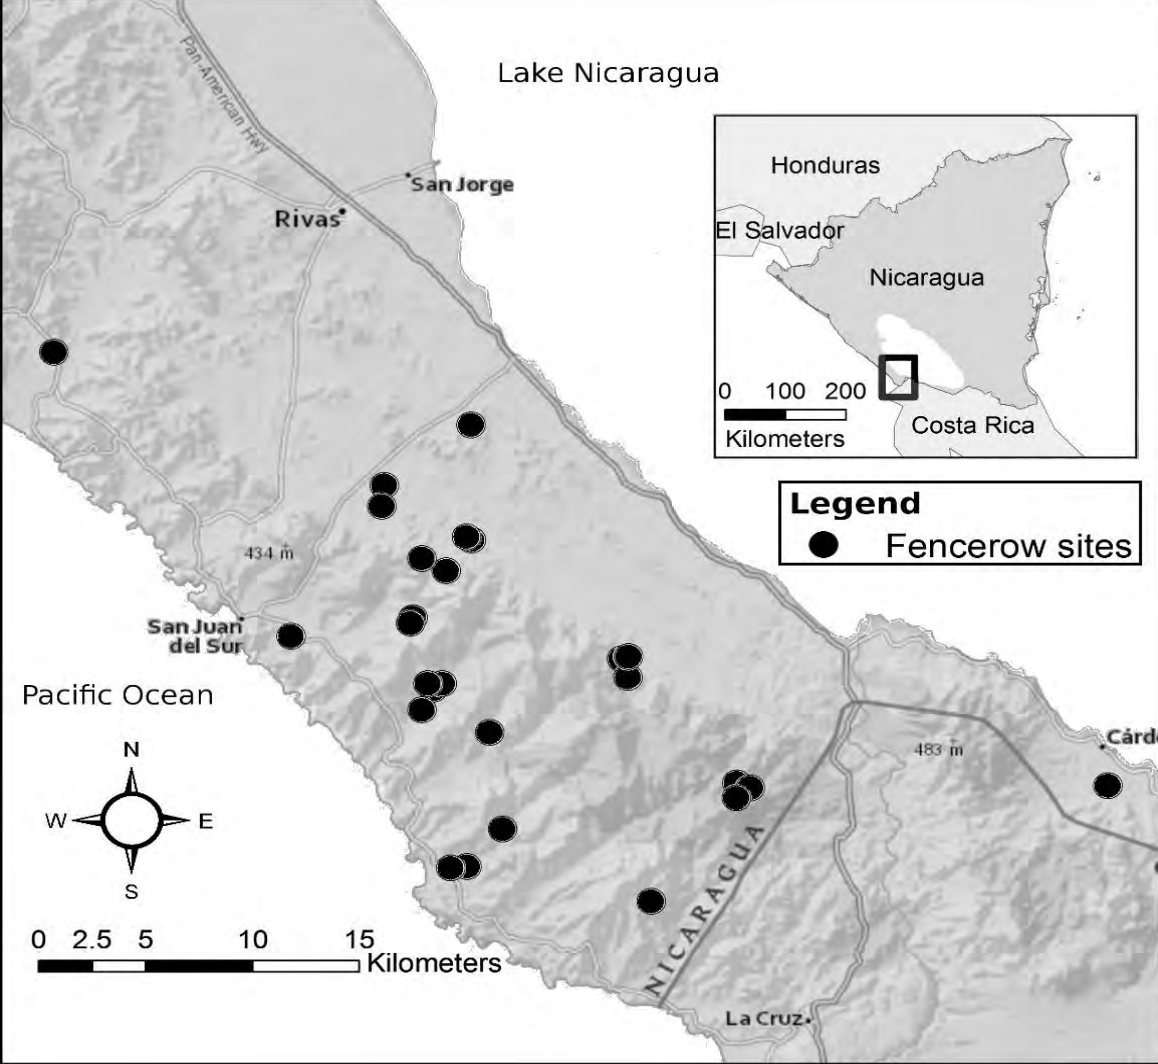 Lake Nicaragua
Pan-American Hwy
San Jorge
Rivas
Honduras
El Salvador
Nicaragua
0 100 200
Kilometers
Costa Rica
Legend
Fencerow sites
434 m
San Juan
del Sur
Pacific Ocean
N
W E
S
483 m
Cárd
NICARAGUA
0 2.5 5 10 15
Kilometers
La Cruz